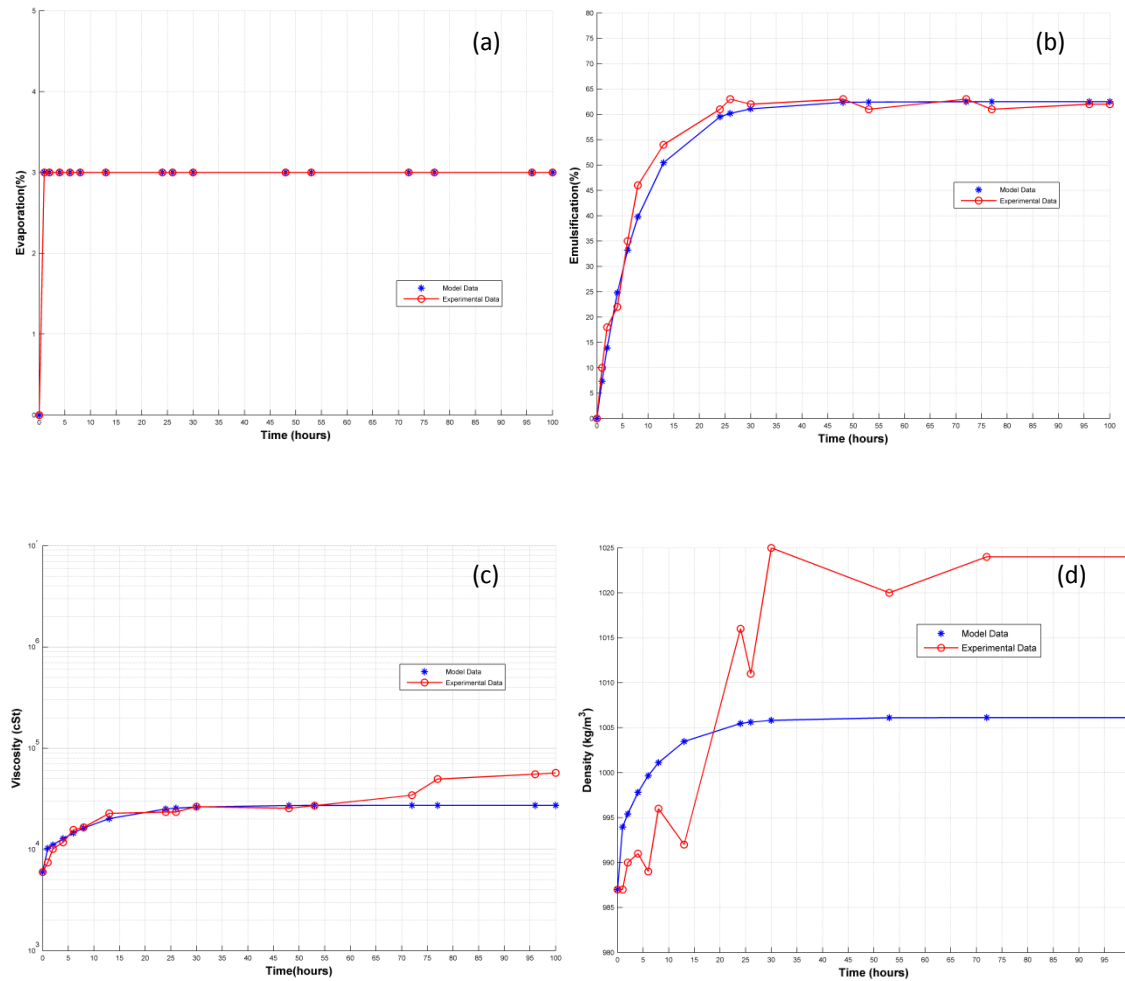 (a)
5
4
3
2
1
0
Evaporation(%)
0 5 10 15 20 25 30 35 40 45 50 55 60 65 70 75 80 85 90 95 100
Time (hours)
Model Data
Experimental Data
(b)
80
75
70
65
60
55
50
45
40
35
30
25
20
15
10
5
0
Emulsification(%)
0 5 10 15 20 25 30 35 40 45 50 55 60 65 70 75 80 85 90 95 100
Time (hours)
Model Data
Experimental Data
(c)
10^6
10^5
10^4
10^3
Viscosity (cSt)
0 5 10 15 20 25 30 35 40 45 50 55 60 65 70 75 80 85 90 95 100
Time(hours)
Model Data
Experimental Data
(d)
1025
1020
1015
1010
1005
1000
995
990
985
980
Density (kg/m³)
0 5 10 15 20 25 30 35 40 45 50 55 60 65 70 75 80 85 90 95
Time (hours)
Model Data
Experimental Data